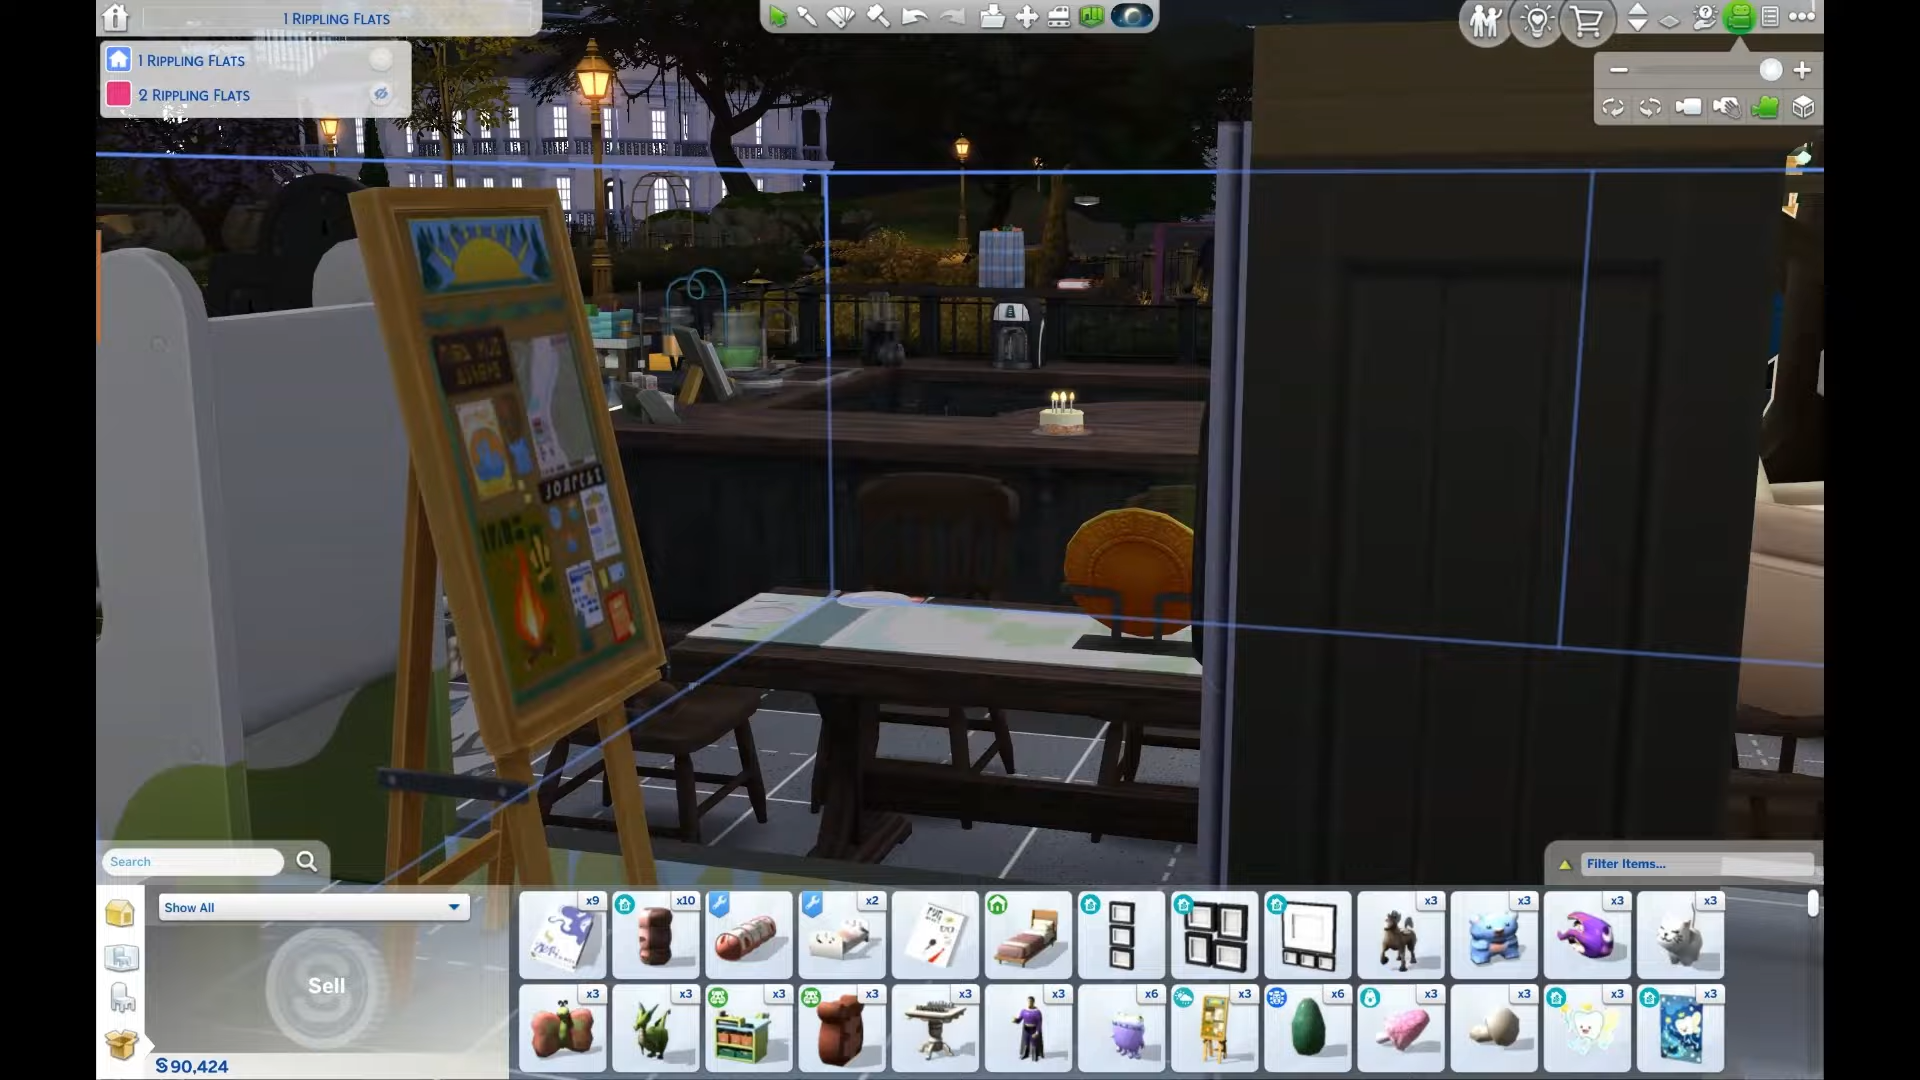 1 RIPPLING FLATS
1 RIPPLING FLATS
2 RIPPLING FLATS
Search
Filter Items...
Show All
Sell
§90,424
x9
x10
x2
x3
x3
x3
x3
x3
x3
x3
x3
x3
x3
x6
x3
x6
x3
x3
x3
x3